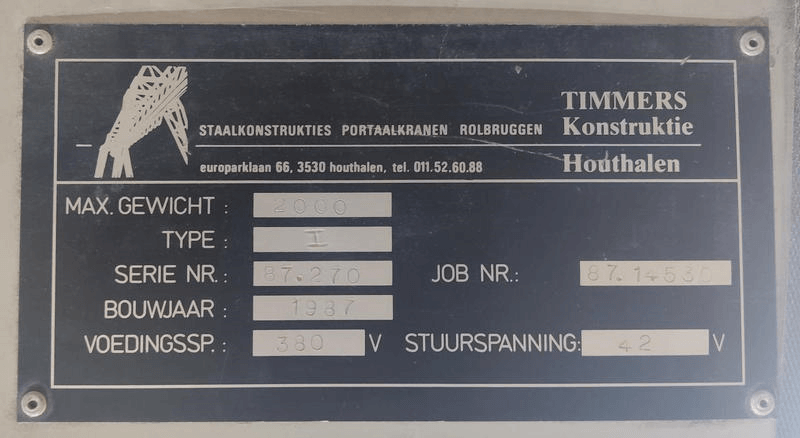 TIMMERS
STAALKONSTRUKTIES PORTAALKRANEN ROLBRUGGEN Konstruktie
europarklaan 66, 3530 houthalen, tel. 011.52.60.88 Houthalen
MAX. GEWICHT : 2000
TYPE : I
SERIE NR. : 87.270 JOB NR.: 87.14530
BOUWJAAR : 1987
VOEDINGSSP. : 380 V STUURSPANNING: 42 V